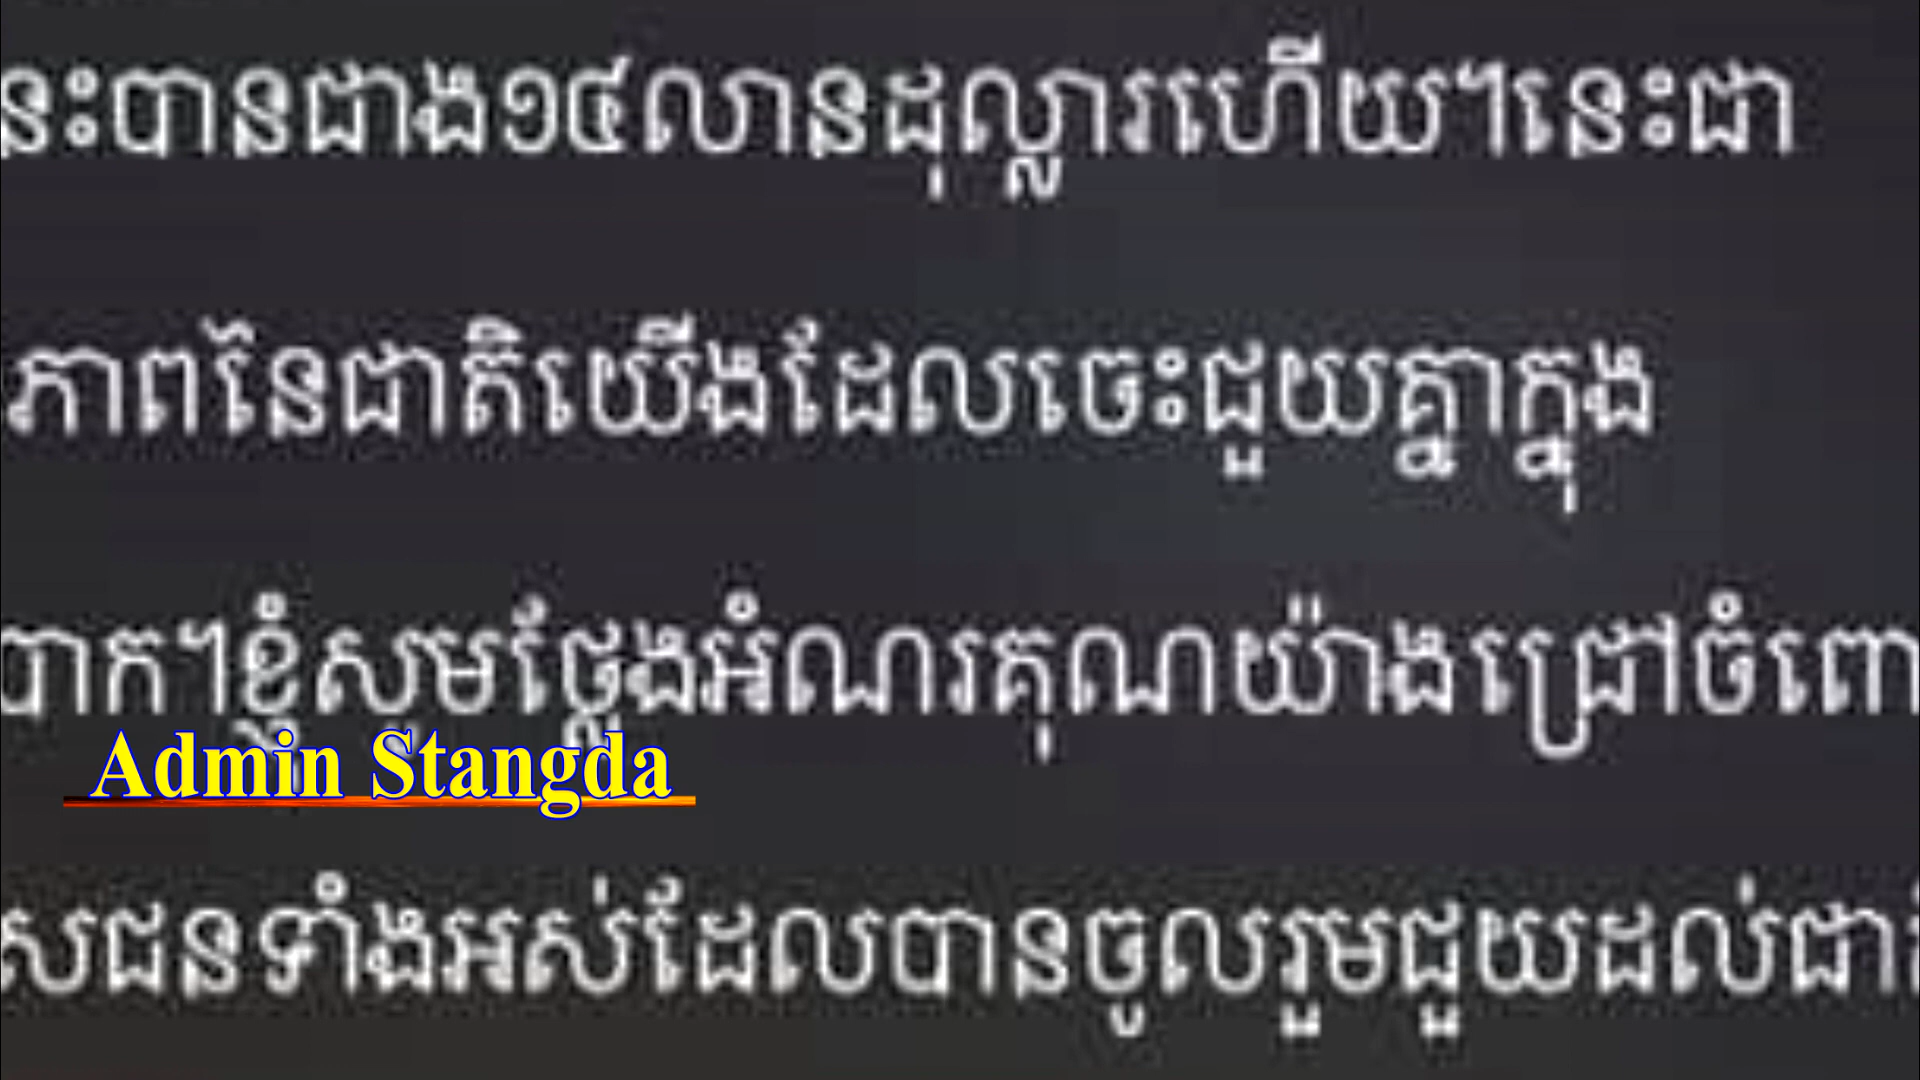 នេះបានជាង១៤លានដុល្លារហើយ។នេះជា
ភាពនៃជាតិយើងដែលចេះជួយគ្នាក្នុង
បាក។ខ្ញុំសូមថ្លែងអំណរគុណយ៉ាងជ្រៅចំពោ
Admin Stangda
សជនទាំងអស់ដែលបានចូលរួមជួយដល់ជាតិ